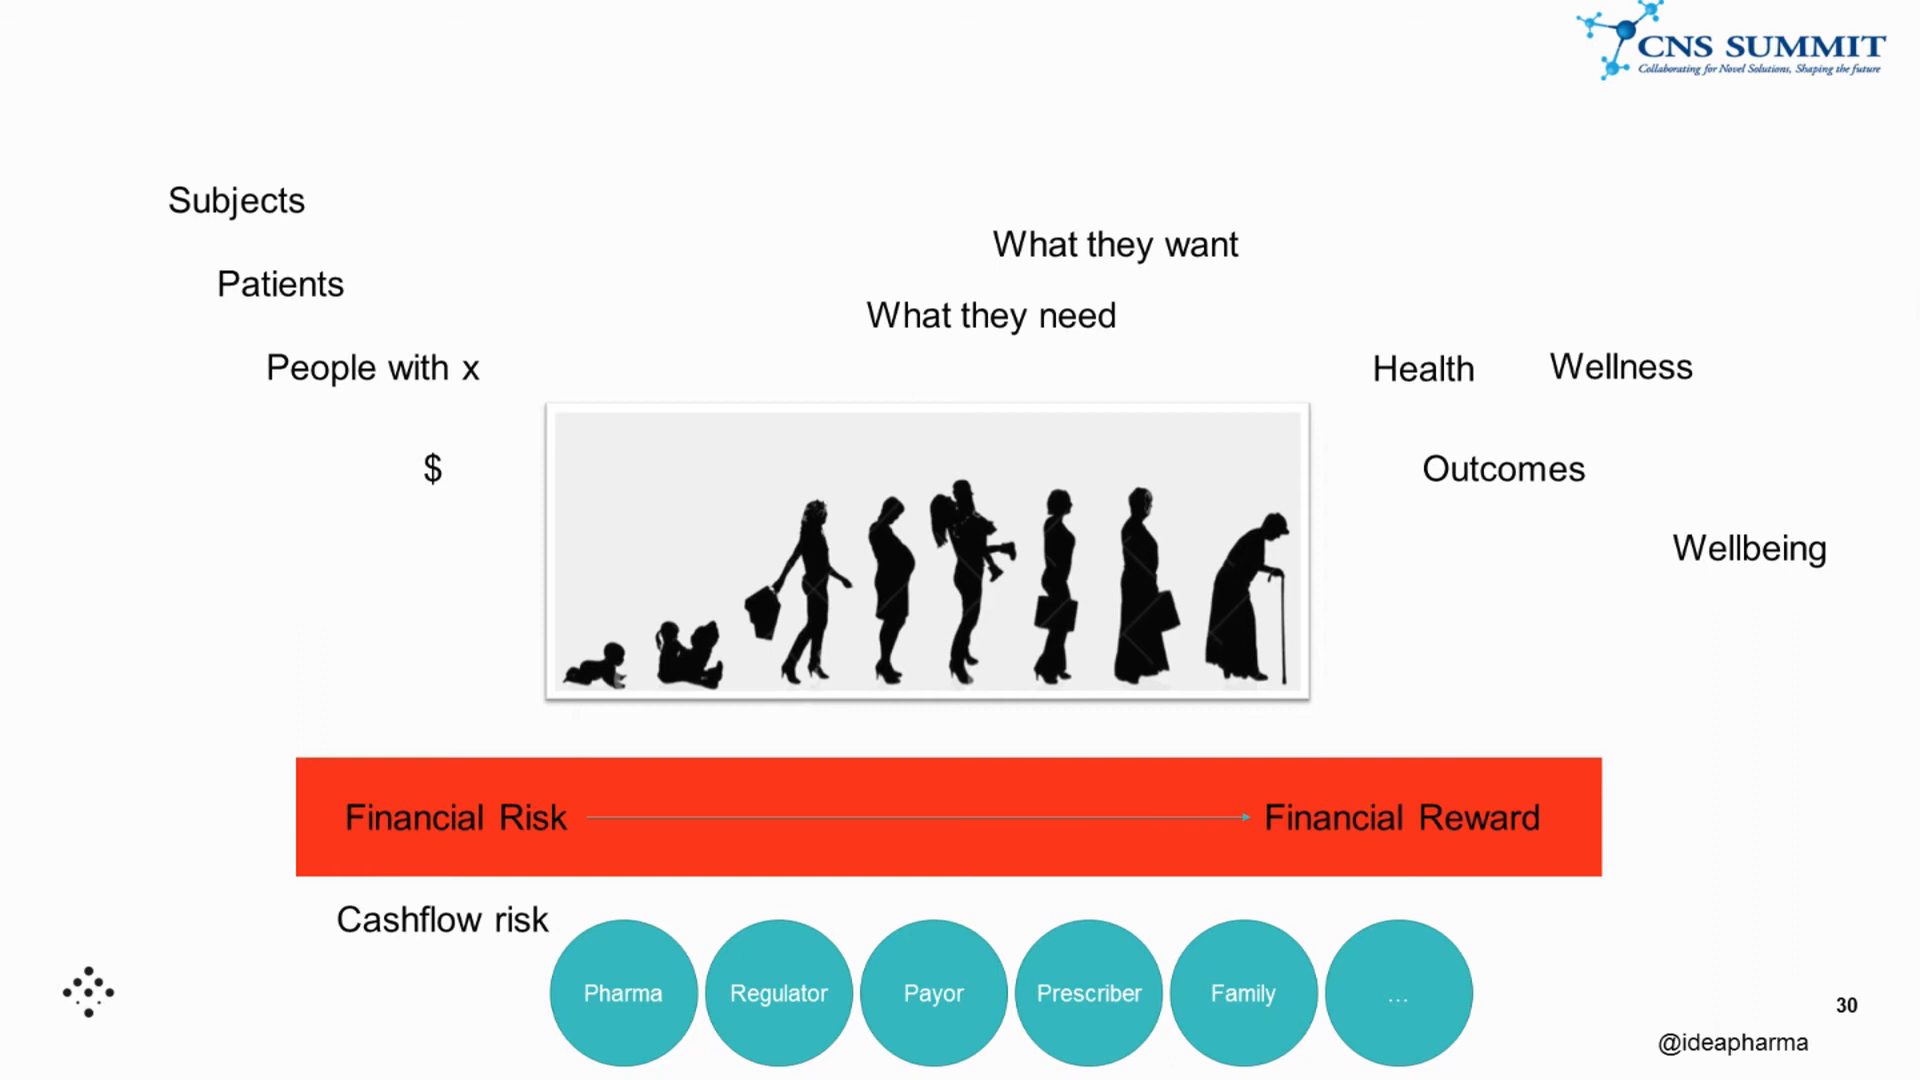 CNS SUMMIT
Collaborating for Novel Solutions, Shaping the future
Subjects
What they want
Patients
What they need
People with x
Health
Wellness
$
Outcomes
Wellbeing
Financial Risk
Financial Reward
Cashflow risk
Pharma
Regulator
Payor
Prescriber
Family
...
30
@ideapharma